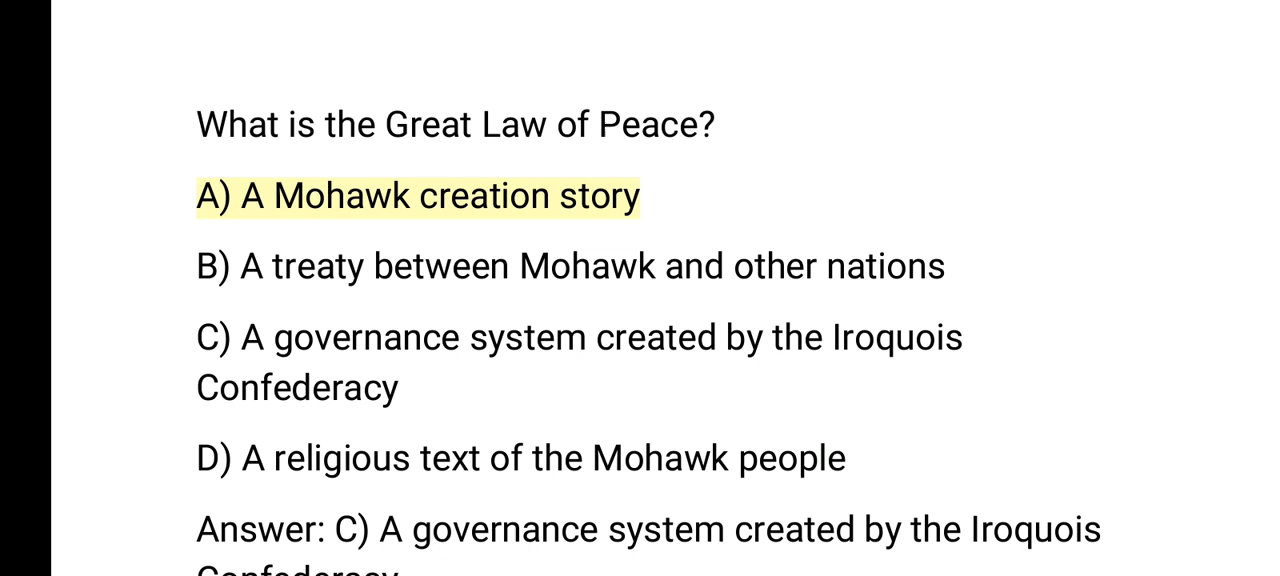 What is the Great Law of Peace?
A) A Mohawk creation story
B) A treaty between Mohawk and other nations
C) A governance system created by the Iroquois
Confederacy
D) A religious text of the Mohawk people
Answer: C) A governance system created by the Iroquois
Confederacy